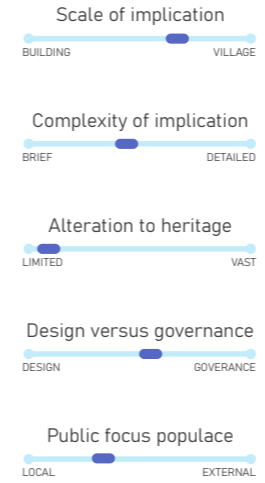 Scale of implication
BUILDING VILLAGE
Complexity of implication
BRIEF DETAILED
Alteration to heritage
LIMITED VAST
Design versus governance
DESIGN GOVERANCE
Public focus populace
LOCAL EXTERNAL